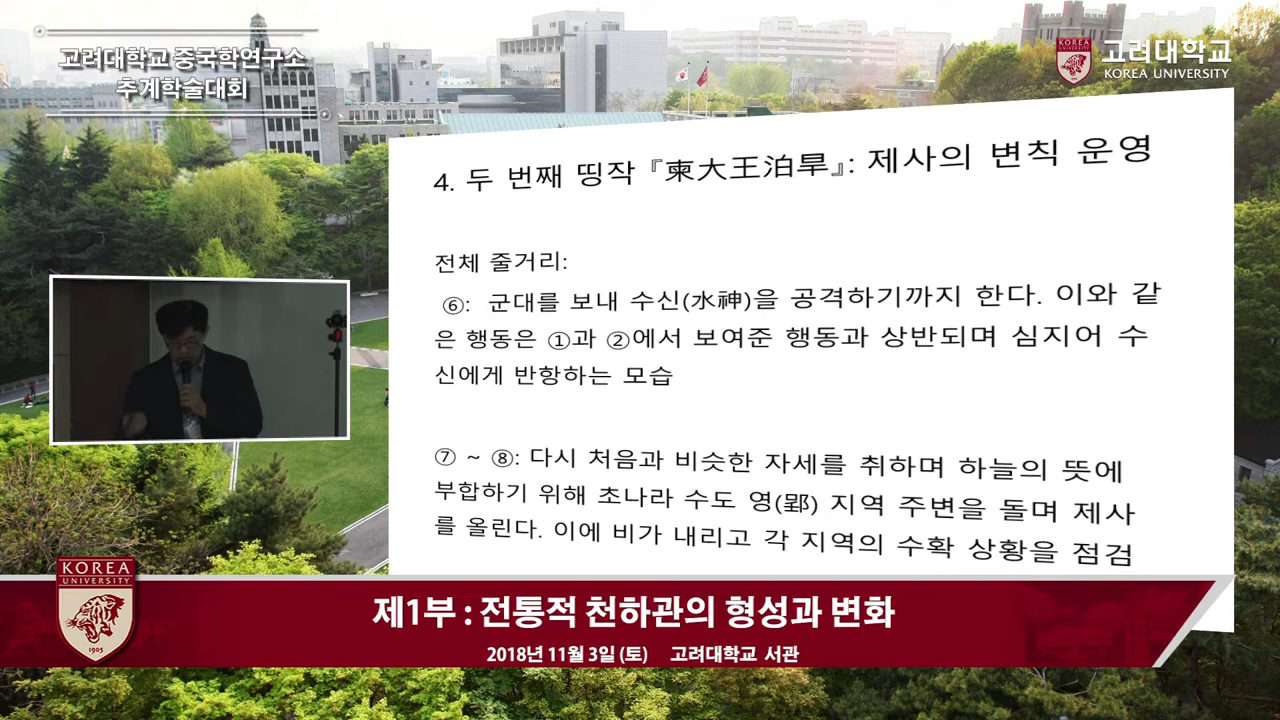 고려대학교 중국학연구소
추계학술대회
KOREA
고려대학교
KOREA UNIVERSITY
4. 두 번째 띵작 『柬大王泊旱』: 제사의 변칙 운영
전체 줄거리:
⑥: 군대를 보내 수신(水神)을 공격하기까지 한다. 이와 같
은 행동은 ①과 ②에서 보여준 행동과 상반되며 심지어 수
신에게 반항하는 모습
⑦ ~ ⑧: 다시 처음과 비슷한 자세를 취하며 하늘의 뜻에
부합하기 위해 초나라 수도 영(郢) 지역 주변을 돌며 제사
를 올린다. 이에 비가 내리고 각 지역의 수확 상황을 점검
KOREA
UNIVERSITY
1905
제1부 : 전통적 천하관의 형성과 변화
2018년 11월 3일 (토) 고려대학교 서관